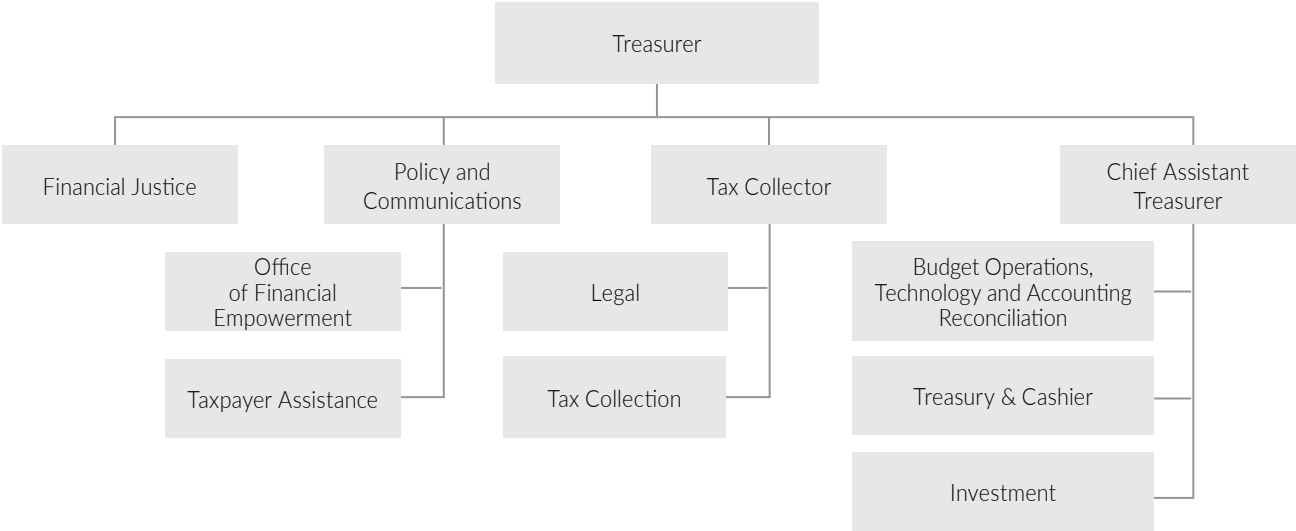 Treasurer
Financial Justice
Policy and
Communications
Tax Collector
Chief Assistant
Treasurer
Office
of Financial
Empowerment
Taxpayer Assistance
Legal
Tax Collection
Budget Operations,
Technology and Accounting
Reconciliation
Treasury & Cashier
Investment